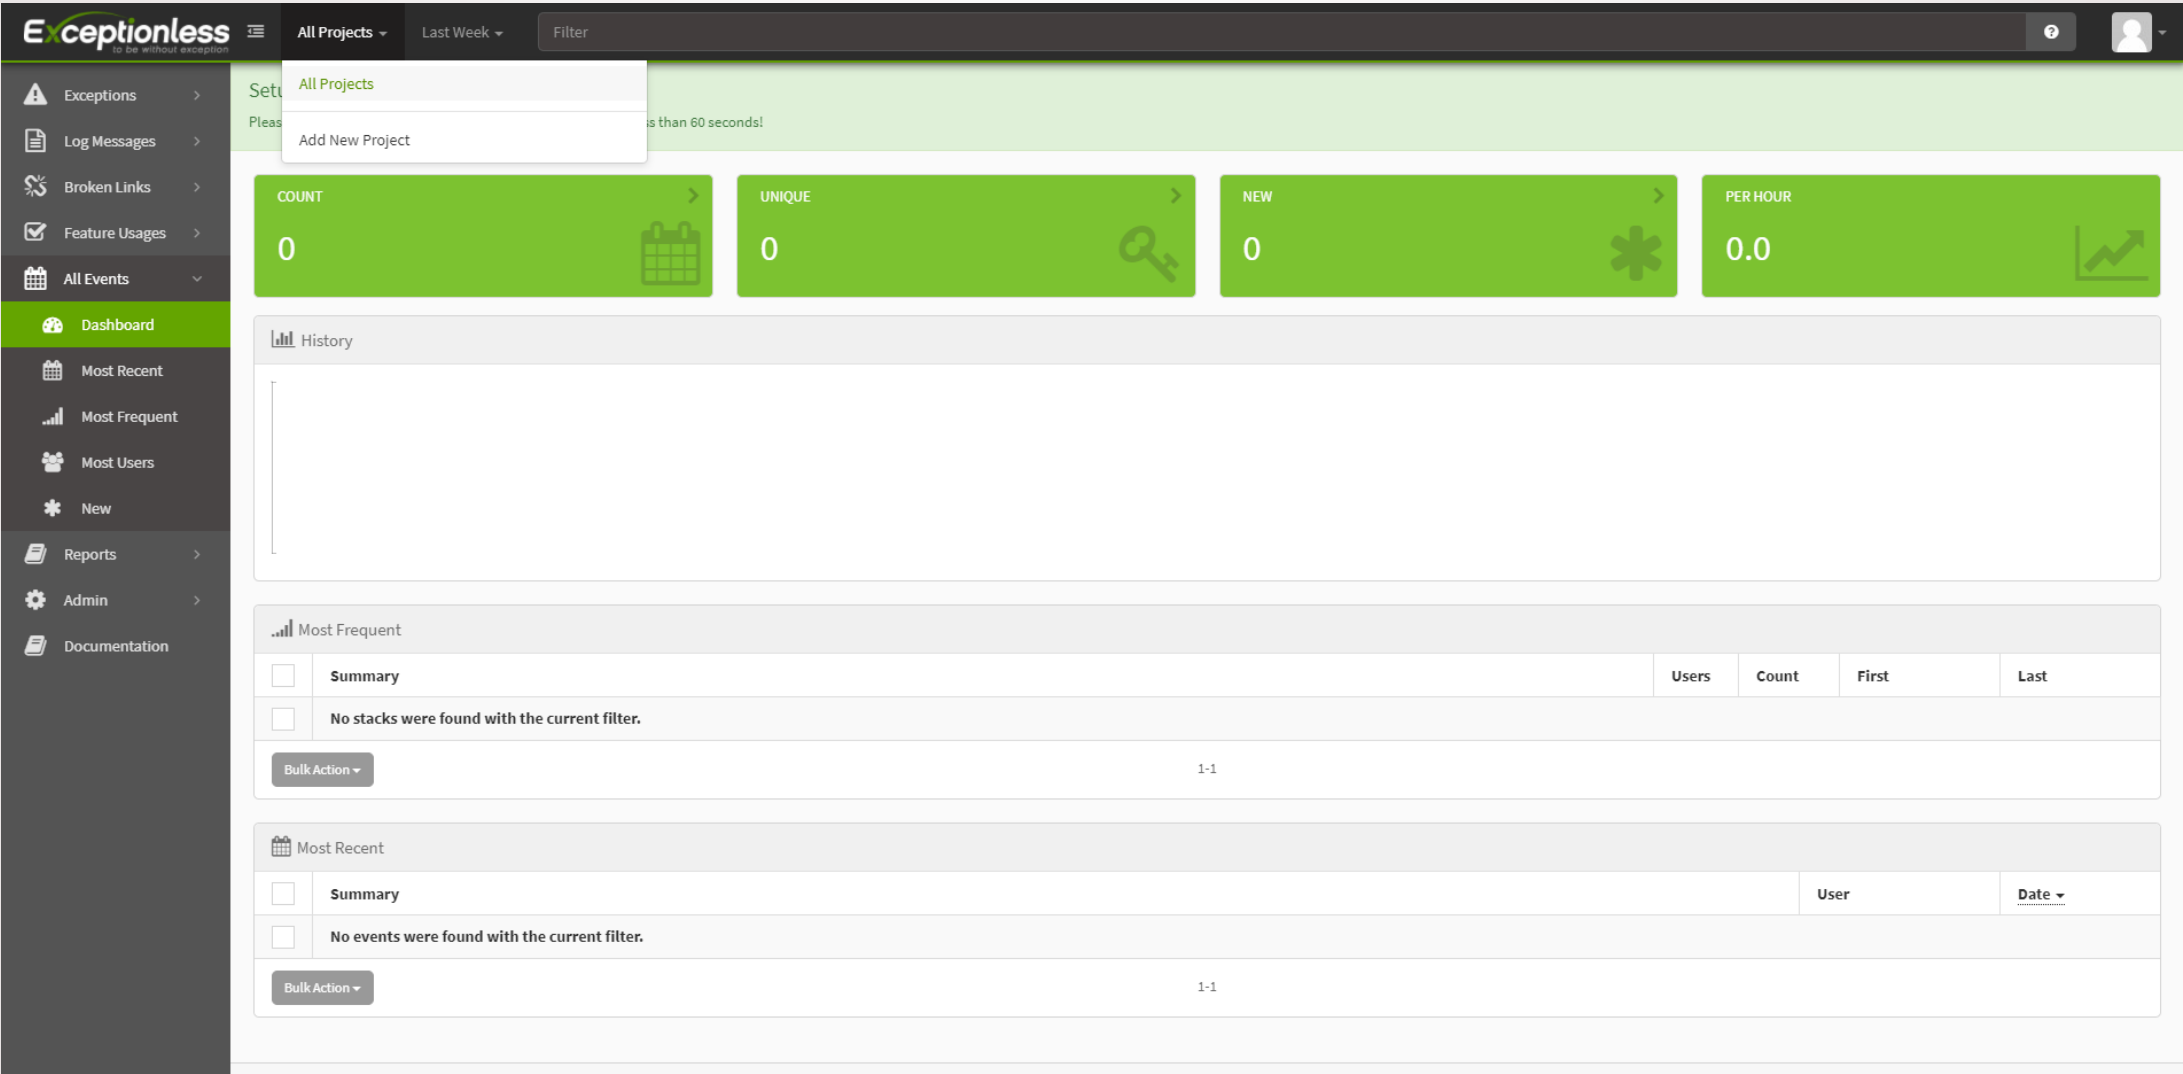 Exceptionless
to be without exception
All Projects
Last Week
Filter
All Projects
Add New Project
ss than 60 seconds!
Exceptions
Log Messages
Broken Links
Feature Usages
All Events
Dashboard
Most Recent
Most Frequent
Most Users
New
Reports
Admin
Documentation
COUNT
0
UNIQUE
0
NEW
0
PER HOUR
0.0
History
Most Frequent
Summary Users Count First Last
No stacks were found with the current filter.
Bulk Action
1-1
Most Recent
Summary User Date
No events were found with the current filter.
Bulk Action
1-1